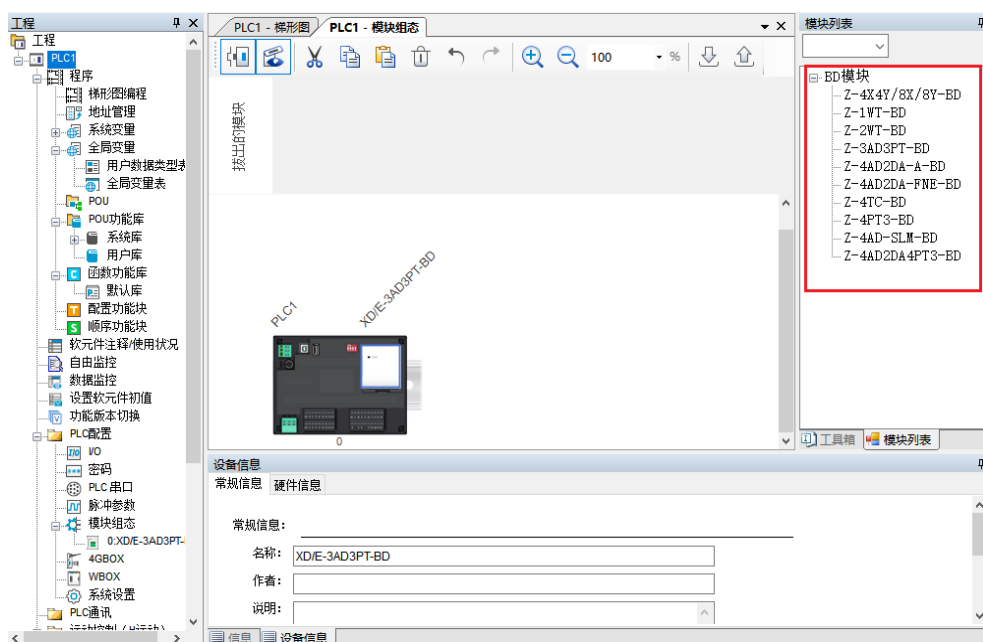 工程
工程
PLC1
程序
梯形图编程
地址管理
系统变量
全局变量
用户数据类型表
全局变量表
POU
POU功能库
系统库
用户库
函数功能库
默认库
配置功能块
顺序功能块
软元件注释/使用状况
自由监控
数据监控
设置软元件初值
功能版本切换
PLC配置
I/O
密码
PLC 串口
脉冲参数
模块组态
0:XD/E-3AD3PT-
4GBOX
WBOX
系统设置
PLC通讯
PLC1 - 梯形图
PLC1 - 模块组态
100
%
拔出的模块
PLC1
XD/E-3AD3PT-BD
0
设备信息
常规信息
硬件信息
常规信息:
名称:
XD/E-3AD3PT-BD
作者:
说明:
信息
设备信息
模块列表
BD模块
Z-4X4Y/8X/8Y-BD
Z-1WT-BD
Z-2WT-BD
Z-3AD3PT-BD
Z-4AD2DA-A-BD
Z-4AD2DA-FNE-BD
Z-4TC-BD
Z-4PT3-BD
Z-4AD-SLM-BD
Z-4AD2DA4PT3-BD
工具箱
模块列表